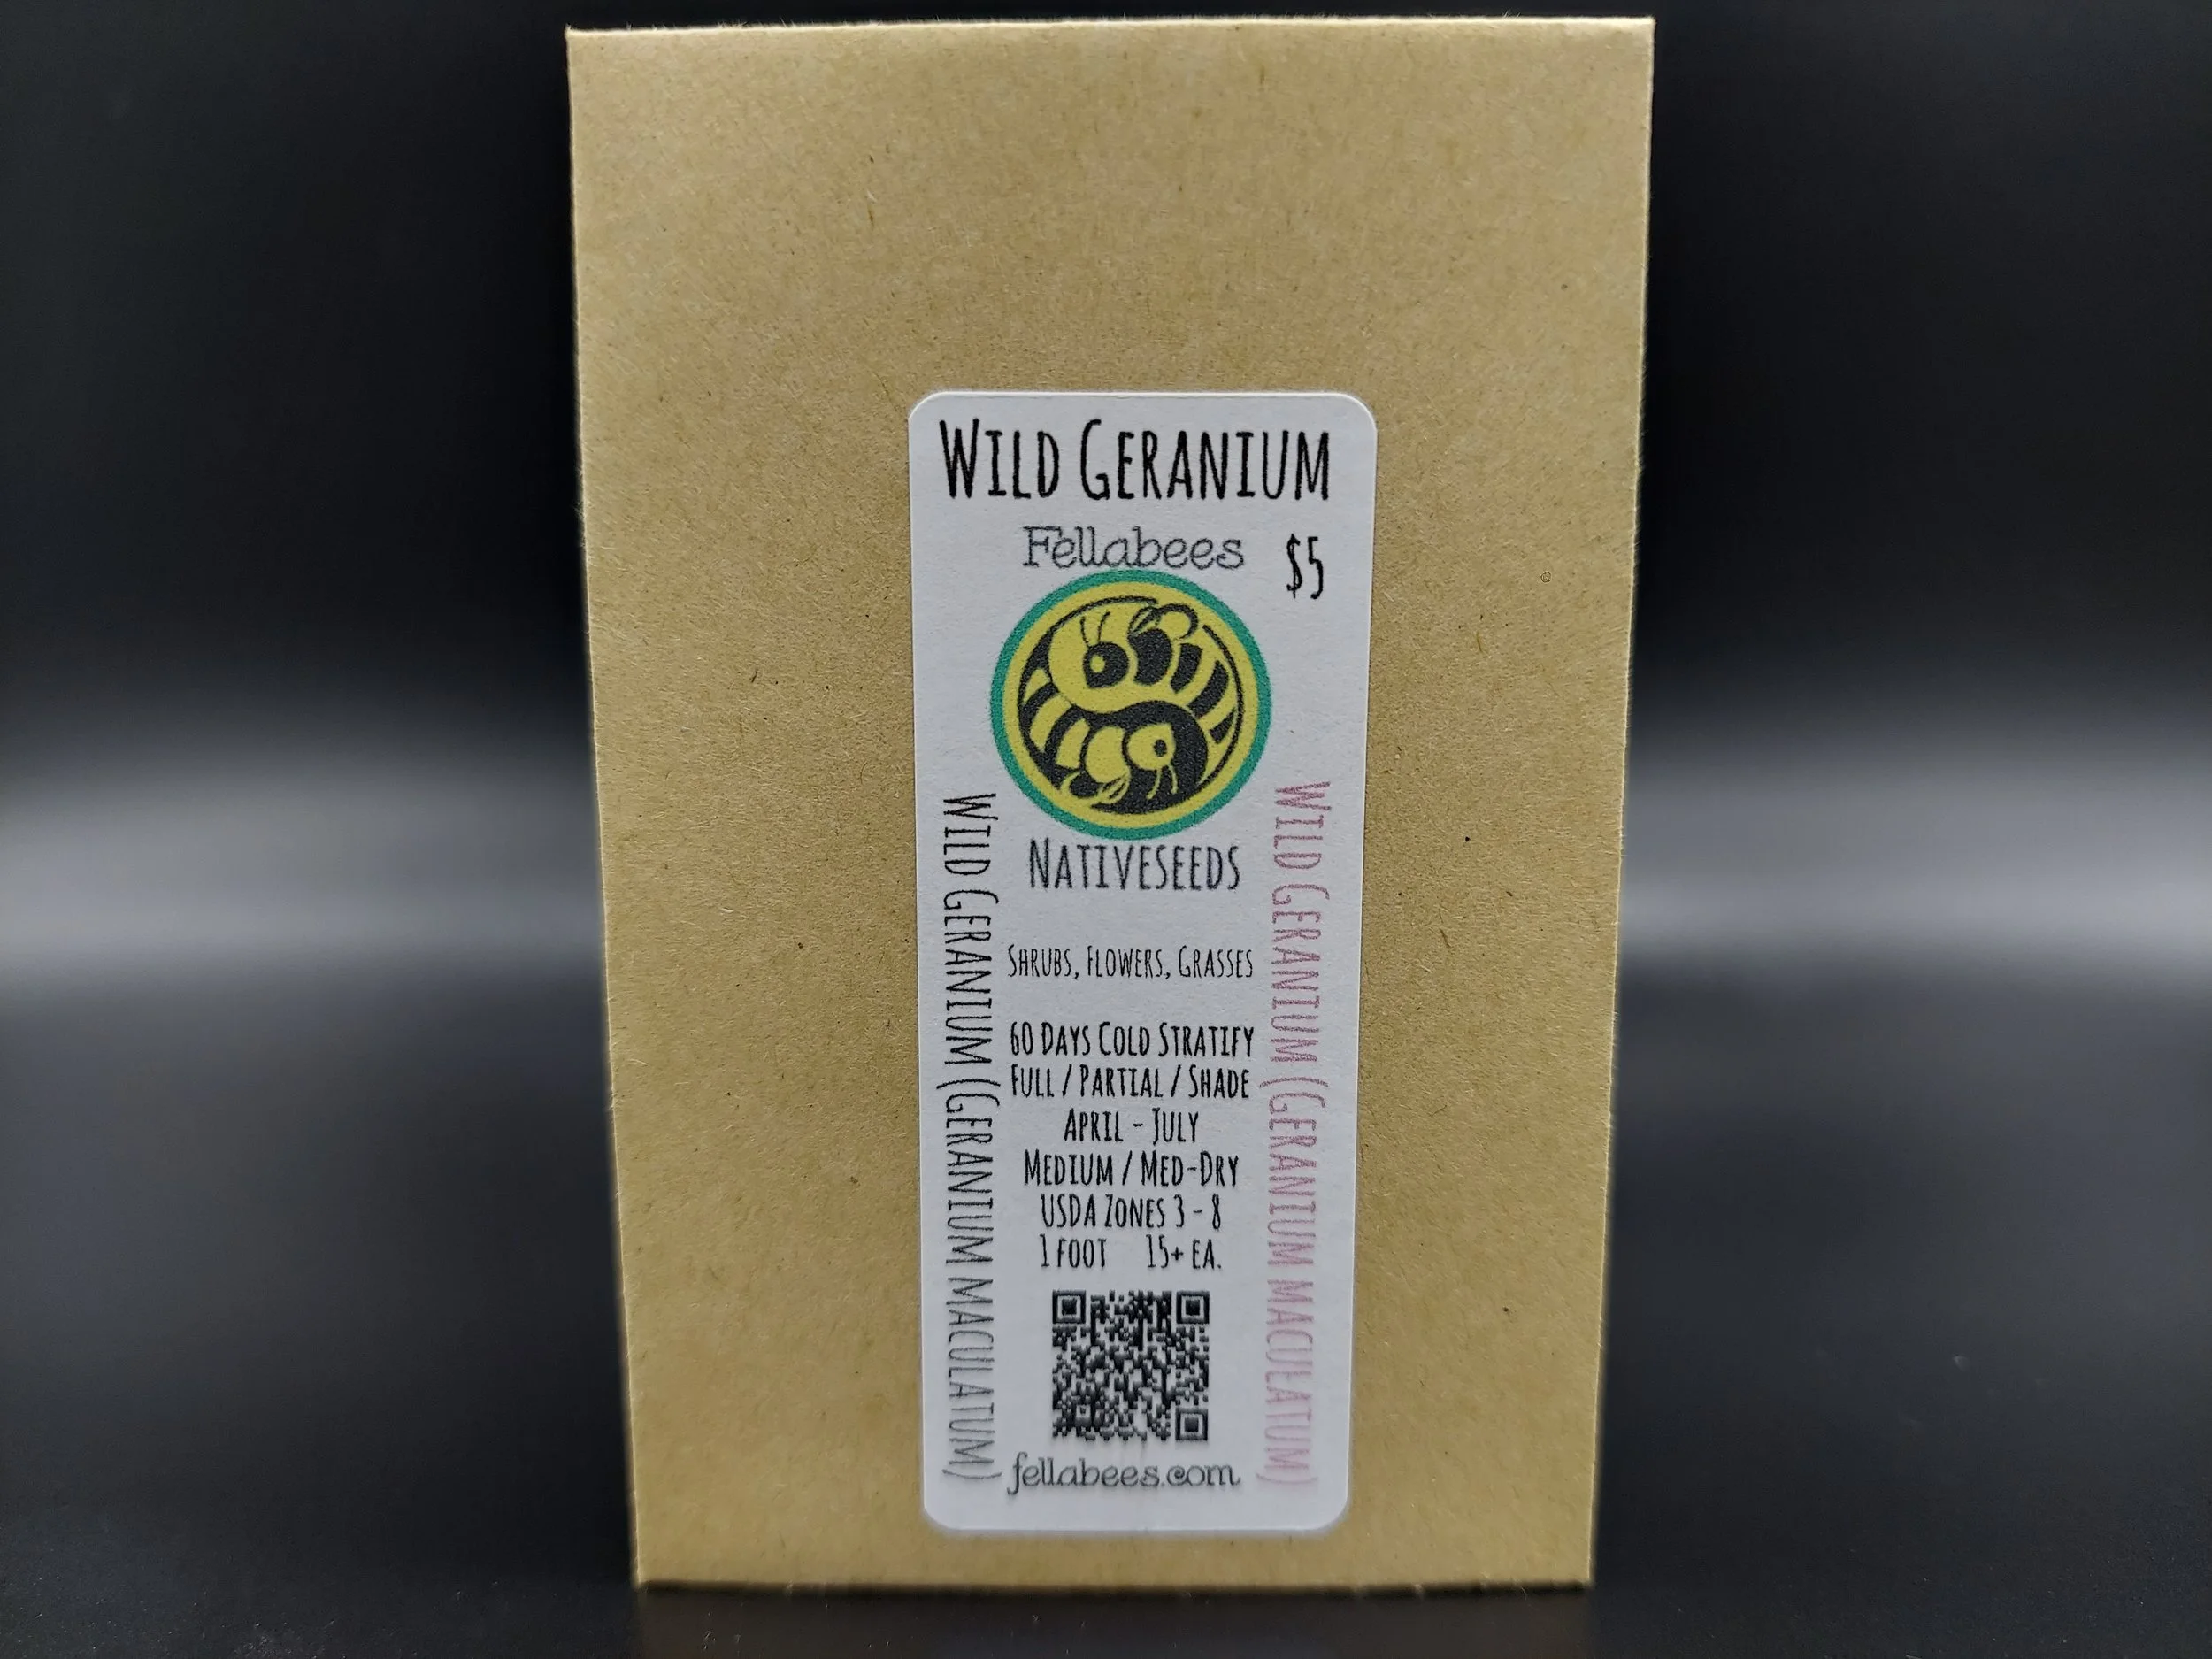 WILD GERANIUM
Fellabees
$5
NATIVESEEDS
SHRUBS, FLOWERS, GRASSES
60 DAYS COLD STRATIFY
FULL / PARTIAL / SHADE
APRIL - JULY
MEDIUM / MED-DRY
USDA ZONES 3 - 8
1 FOOT 15+ EA.
fellabees.com
WILD GERANIUM (GERANIUM MACULATUM)
WILD GERANIUM (GERANIUM MACULATUM)